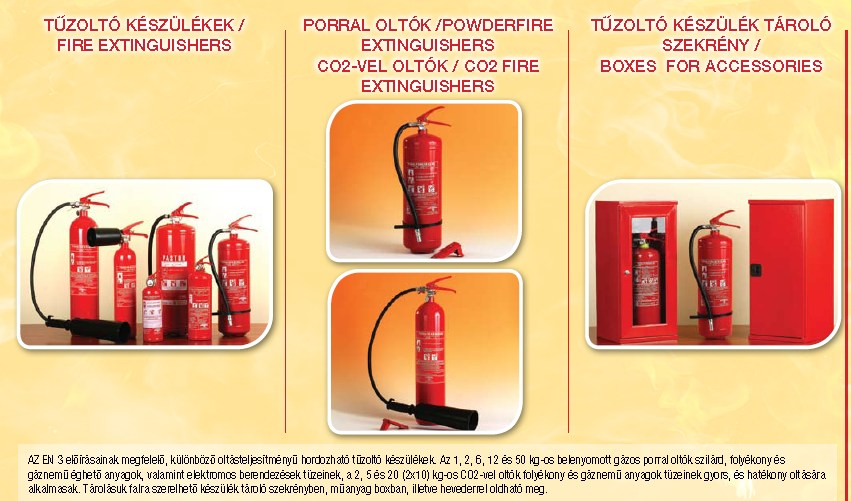 TŰZOLTÓ KÉSZÜLÉKEK /
FIRE EXTINGUISHERS
PORRAL OLTÓK /POWDERFIRE
EXTINGUISHERS
CO2-VEL OLTÓK / CO2 FIRE
EXTINGUISHERS
TŰZOLTÓ KÉSZÜLÉK TÁROLÓ
SZEKRÉNY /
BOXES FOR ACCESSORIES
AZ EN 3 előírásainak megfelelő, különböző oltásteljesítményű hordozható tűzoltó készülékek. Az 1, 2, 6, 12 és 50 kg-os belenyomott gázos porral oltók szilárd, folyékony és
gáznemű éghető anyagok, valamint elektromos berendezések tüzeinek, a 2, 5 és 20 (2x10) kg-os CO2-vel oltók folyékony és gáznemű anyagok tüzeinek gyors, és hatékony oltására
alkalmasak. Tárolásuk falra szerelhető készülék tároló szekrényben, műanyag boxban, illetve hevederrel oldható meg.